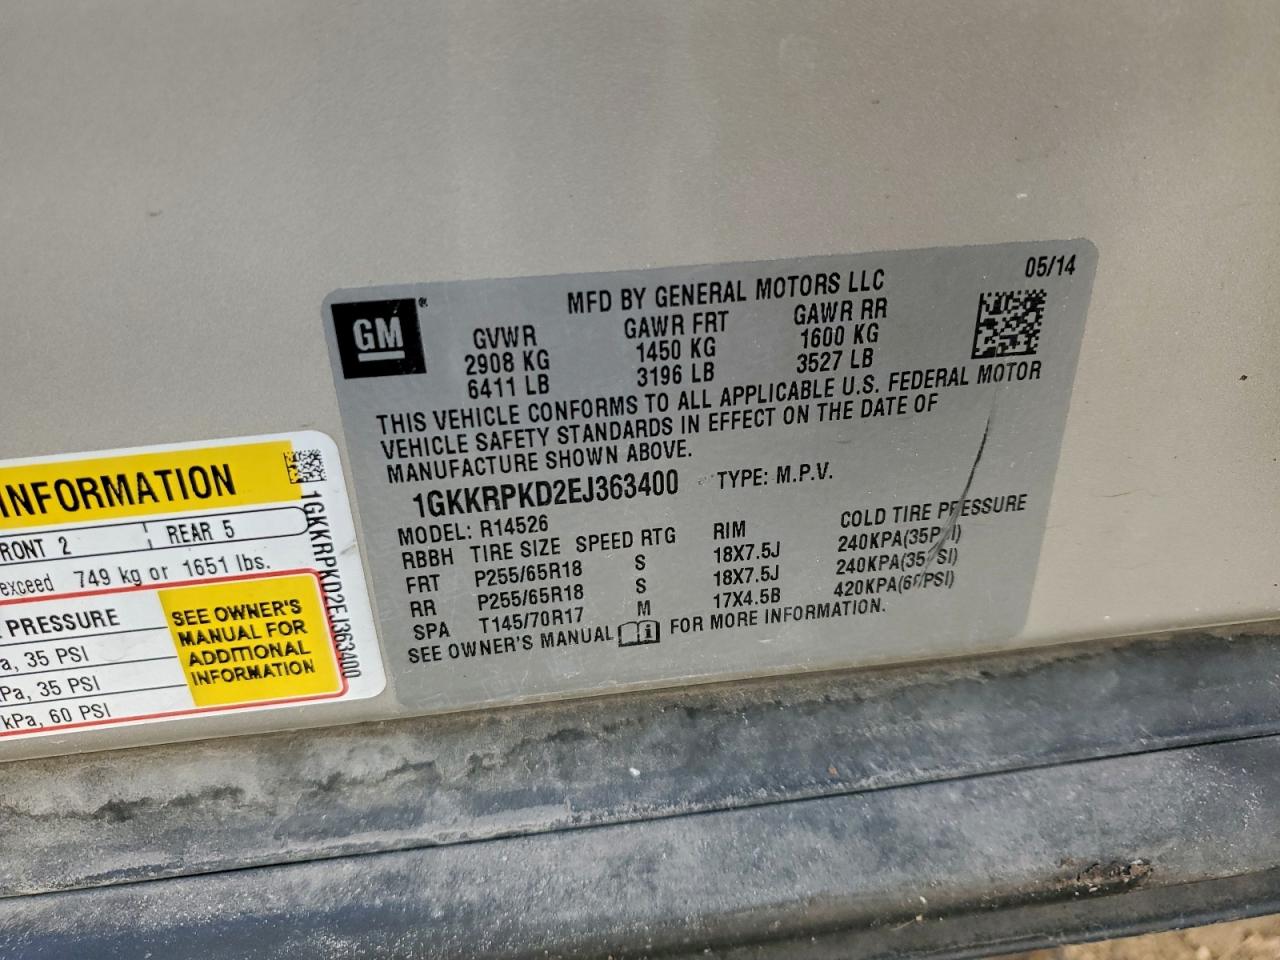 GM®
MFD BY GENERAL MOTORS LLC
05/14
GVWR GAWR FRT GAWR RR
2908 KG 1450 KG 1600 KG
6411 LB 3196 LB 3527 LB
THIS VEHICLE CONFORMS TO ALL APPLICABLE U.S. FEDERAL MOTOR
VEHICLE SAFETY STANDARDS IN EFFECT ON THE DATE OF
MANUFACTURE SHOWN ABOVE.
1GKKRPKD2EJ363400 TYPE: M.P.V.
MODEL: R14526
RBBH TIRE SIZE SPEED RTG RIM COLD TIRE PRESSURE
FRT P255/65R18 S 18X7.5J 240KPA(35PSI)
RR P255/65R18 S 18X7.5J 240KPA(35PSI)
SPA T145/70R17 M 17X4.5B 420KPA(60PSI)
SEE OWNER'S MANUAL i FOR MORE INFORMATION.
INFORMATION
RONT 2 REAR 5
exceed 749 kg or 1651 lbs.
PRESSURE
a, 35 PSI
Pa, 35 PSI
kPa, 60 PSI
SEE OWNER'S
MANUAL FOR
ADDITIONAL
INFORMATION
1GKKRPKD2EJ363400